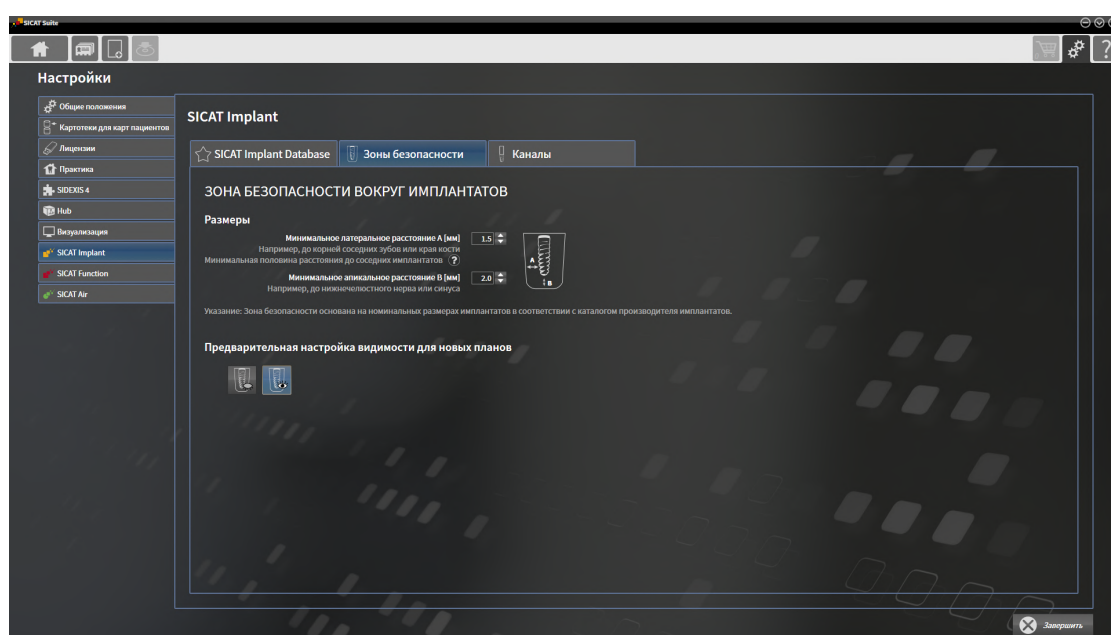 SICAT Suite
Настройки
Общие положения
Картотеки для карт пациентов
Лицензии
Практика
SIDEXIS 4
Hub
Визуализация
SICAT Implant
SICAT Function
SICAT Air
SICAT Implant
SICAT Implant Database
Зоны безопасности
Каналы
ЗОНА БЕЗОПАСНОСТИ ВОКРУГ ИМПЛАНТАТОВ
Размеры
Минимальное латеральное расстояние A [мм] 1.5
Например, до корней соседних зубов или края кости
Минимальная половина расстояния до соседних имплантатов ?
A
B
Минимальное апикальное расстояние B [мм] 2.0
Например, до нижнечелюстного нерва или синуса
Указание: Зона безопасности основана на номинальных размерах имплантатов в соответствии с каталогом производителя имплантатов.
Предварительная настройка видимости для новых планов
Завершить